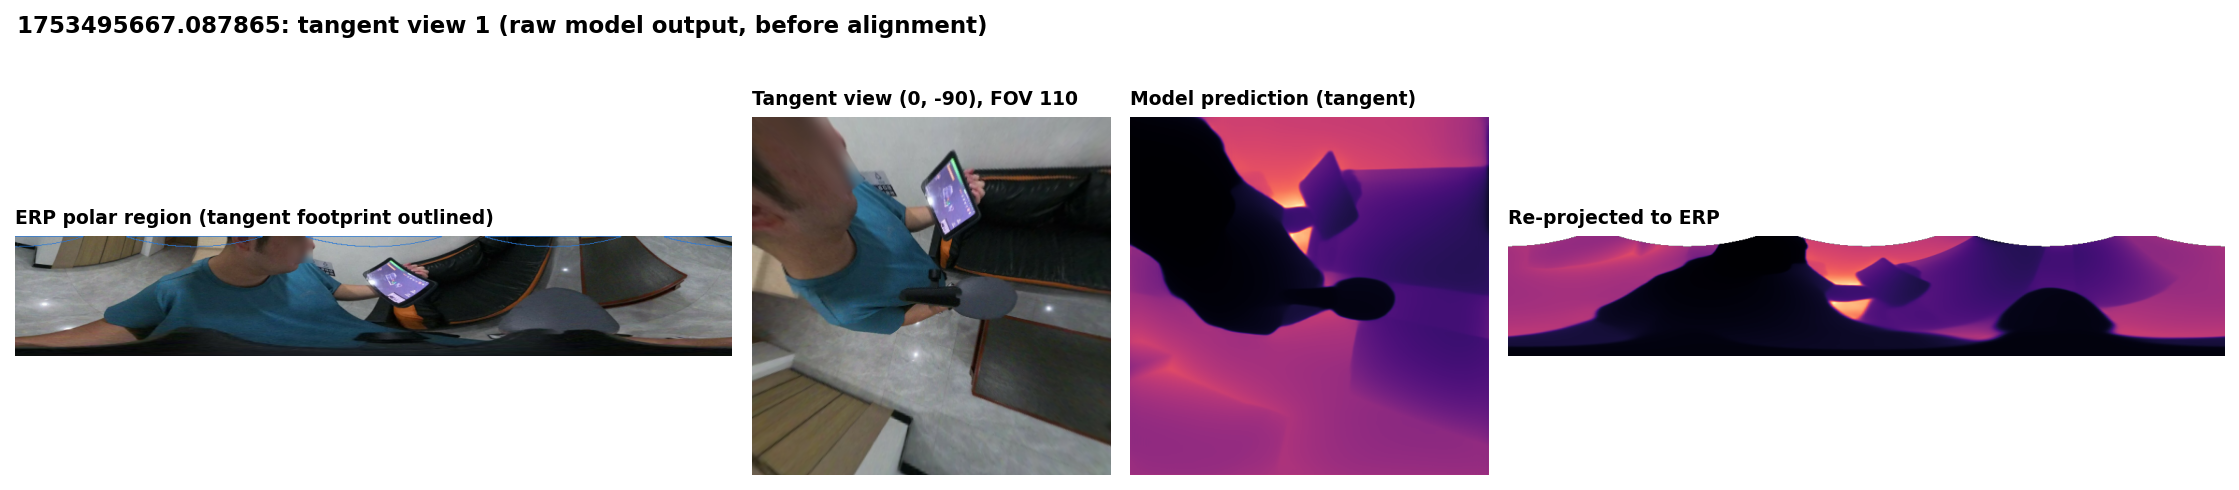 1753495667.087865: tangent view 1 (raw model output, before alignment)
Tangent view (0, -90), FOV 110
Model prediction (tangent)
ERP polar region (tangent footprint outlined)
Re-projected to ERP